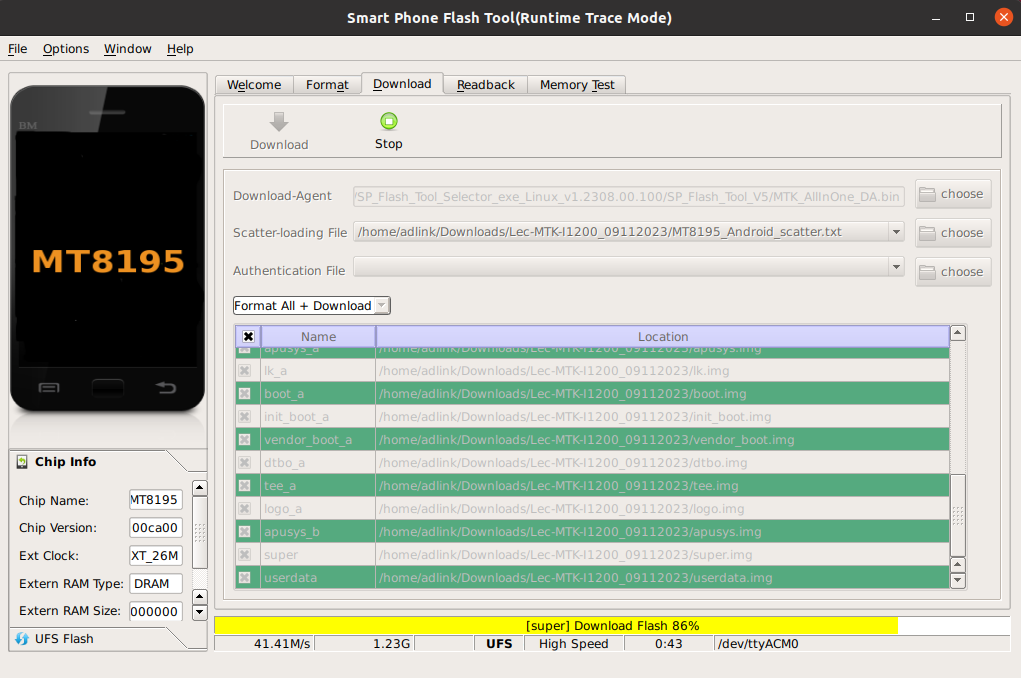 Smart Phone Flash Tool(Runtime Trace Mode)
File Options Window Help
Welcome Format Download Readback Memory Test
BM
MT8195
Download Stop
Download-Agent /SP_Flash_Tool_Selector_exe_Linux_v1.2308.00.100/SP_Flash_Tool_V5/MTK_AllInOne_DA.bin choose
Scatter-loading File /home/adlink/Downloads/Lec-MTK-I1200_09112023/MT8195_Android_scatter.txt choose
Authentication File choose
Format All + Download
Name Location
apusys_a /home/adlink/Downloads/Lec-MTK-I1200_09112023/apusys.img
lk_a /home/adlink/Downloads/Lec-MTK-I1200_09112023/lk.img
boot_a /home/adlink/Downloads/Lec-MTK-I1200_09112023/boot.img
init_boot_a /home/adlink/Downloads/Lec-MTK-I1200_09112023/init_boot.img
vendor_boot_a /home/adlink/Downloads/Lec-MTK-I1200_09112023/vendor_boot.img
dtbo_a /home/adlink/Downloads/Lec-MTK-I1200_09112023/dtbo.img
tee_a /home/adlink/Downloads/Lec-MTK-I1200_09112023/tee.img
logo_a /home/adlink/Downloads/Lec-MTK-I1200_09112023/logo.img
apusys_b /home/adlink/Downloads/Lec-MTK-I1200_09112023/apusys.img
super /home/adlink/Downloads/Lec-MTK-I1200_09112023/super.img
userdata /home/adlink/Downloads/Lec-MTK-I1200_09112023/userdata.img
Chip Info
Chip Name: MT8195
Chip Version: 00ca00
Ext Clock: XT_26M
Extern RAM Type: DRAM
Extern RAM Size: 000000
UFS Flash
[super] Download Flash 86%
41.41M/s 1.23G UFS High Speed 0:43 /dev/ttyACM0